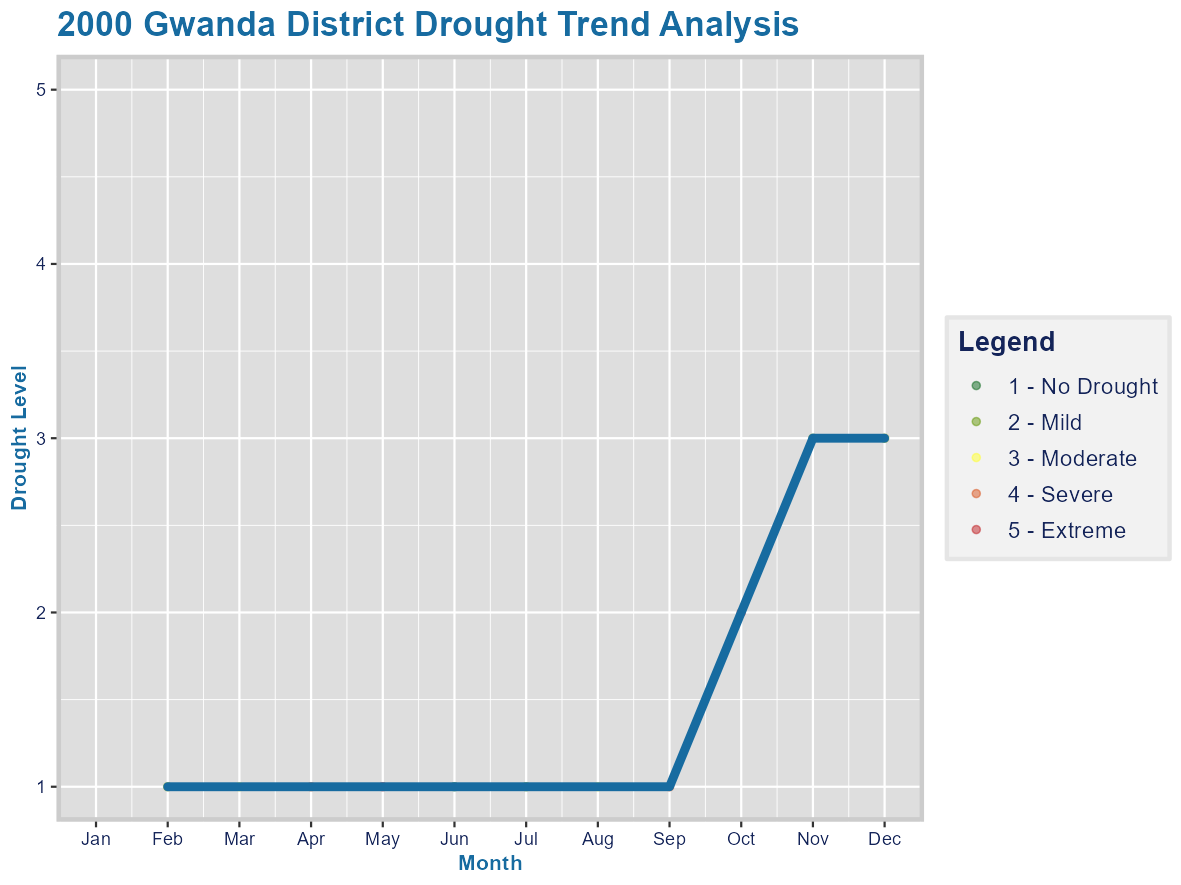 2000 Gwanda District Drought Trend Analysis
5
4
3
2
1
Drought Level
Jan Feb Mar Apr May Jun Jul Aug Sep Oct Nov Dec
Month
Legend
1 - No Drought
2 - Mild
3 - Moderate
4 - Severe
5 - Extreme